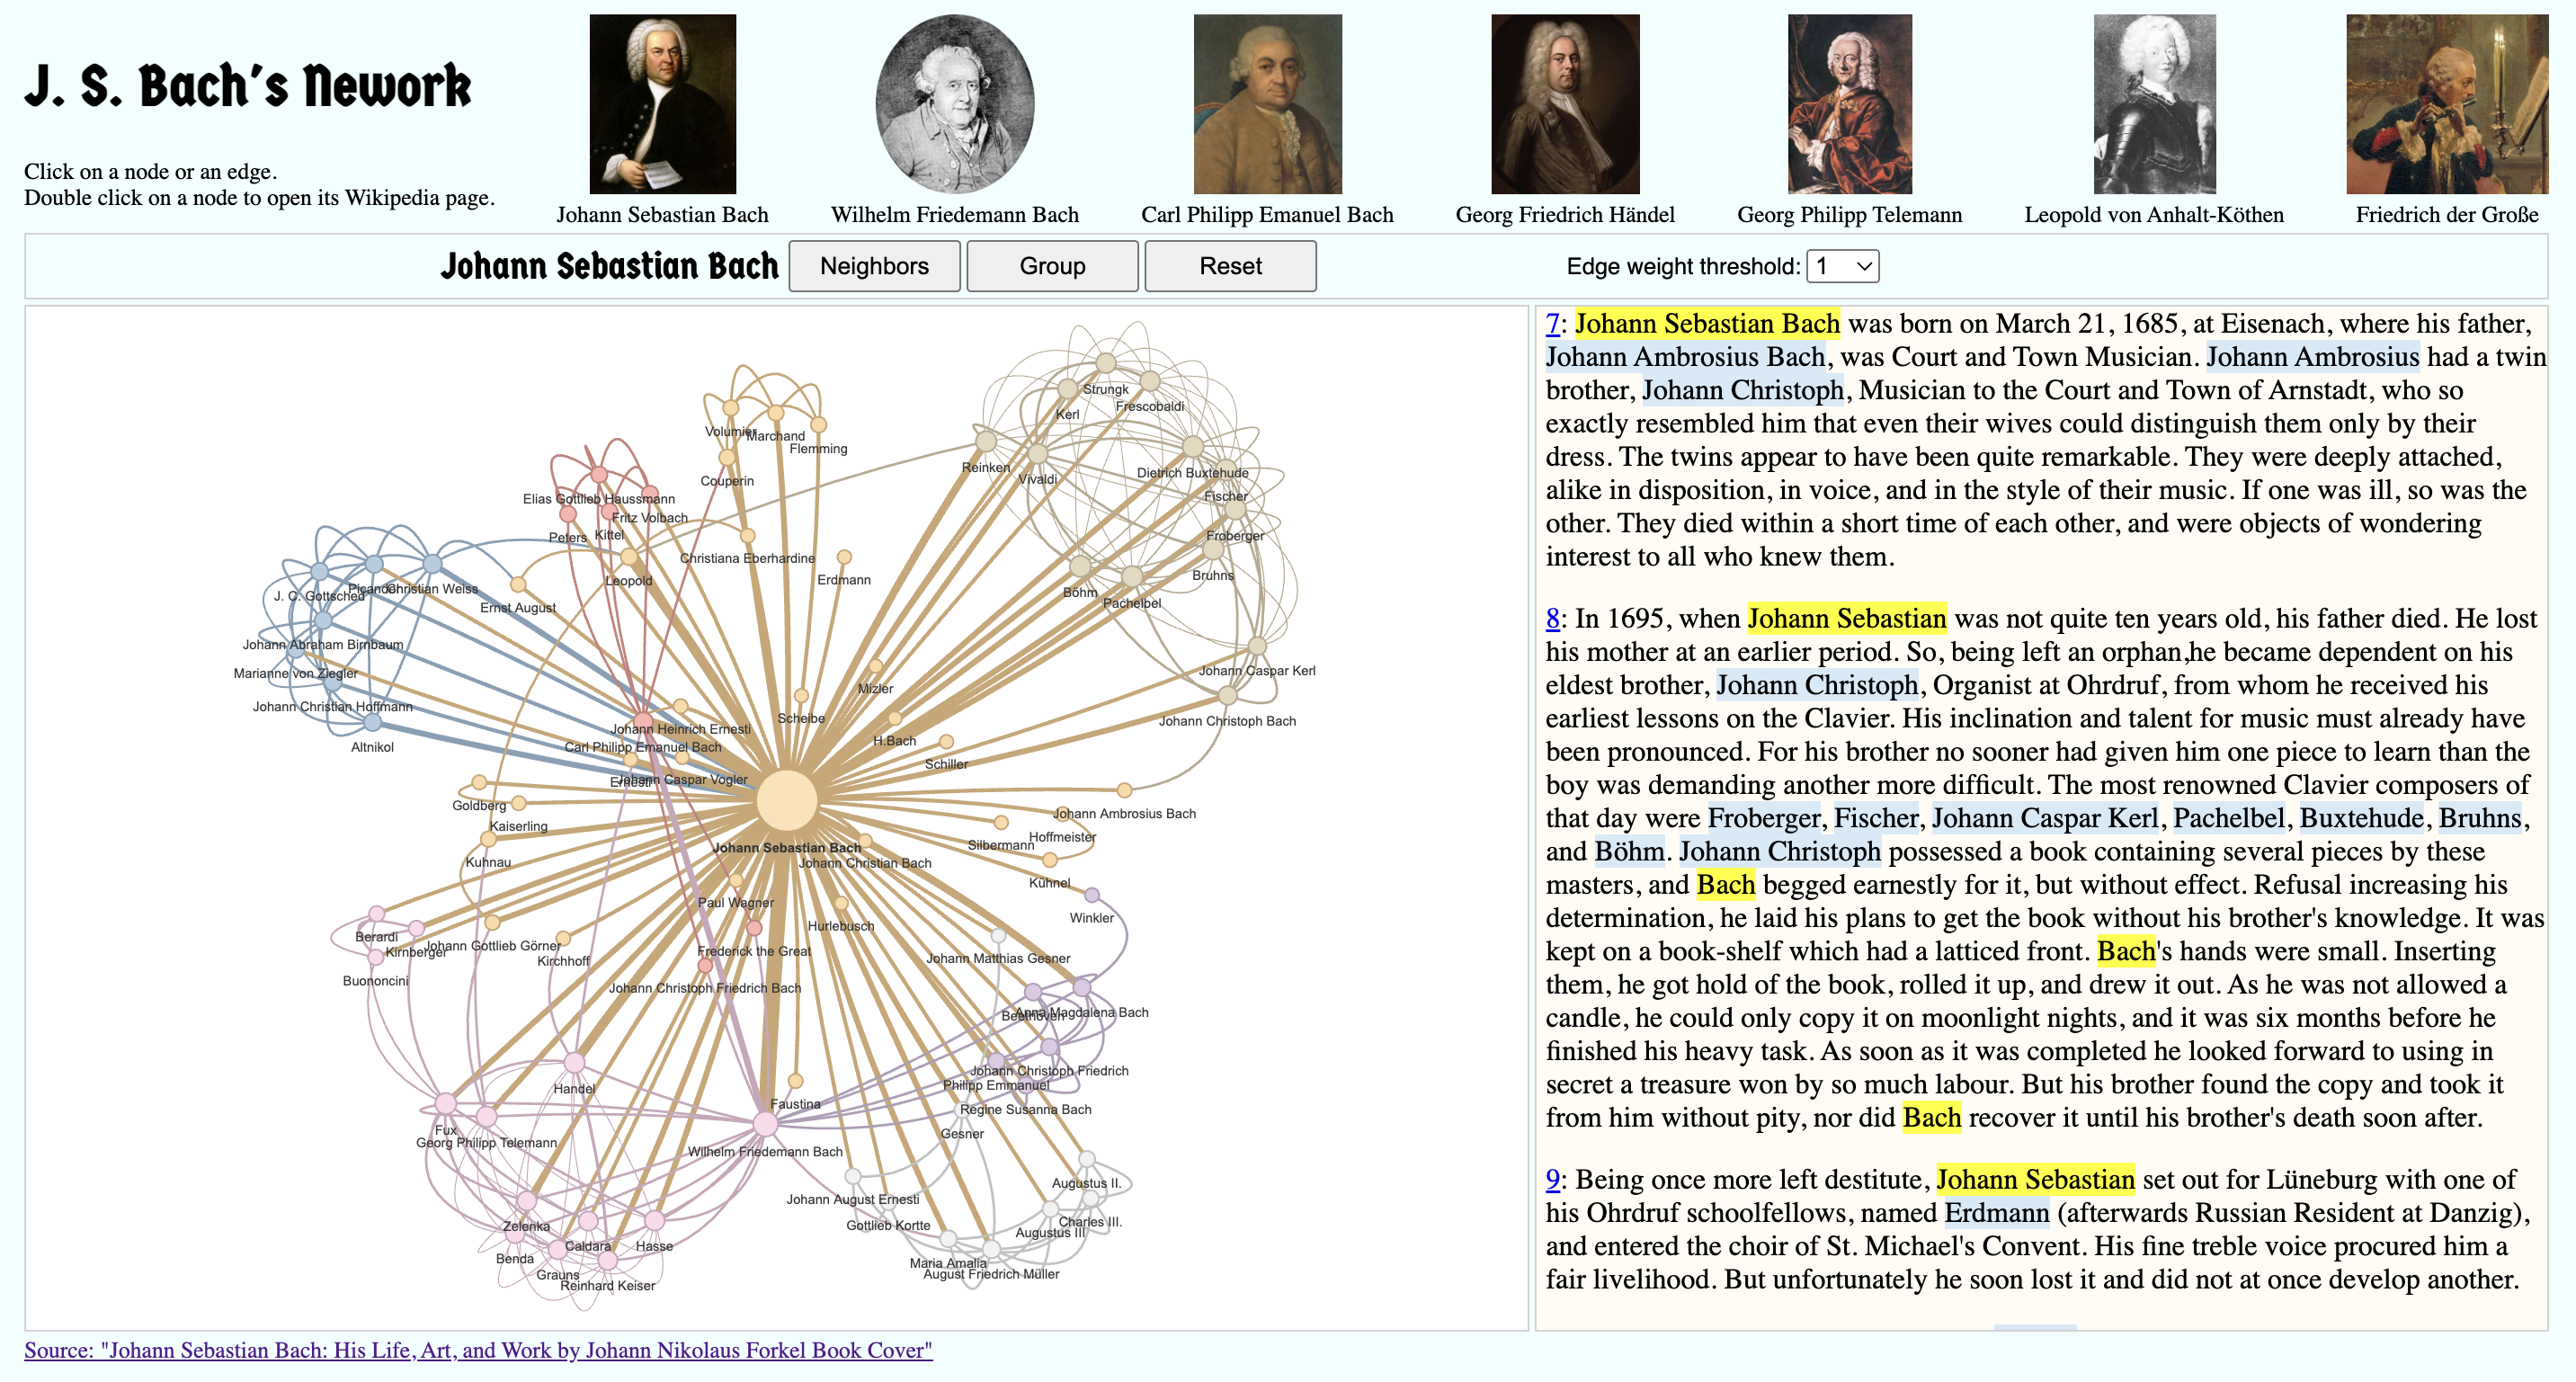 J. S. Bach's Nework
Click on a node or an edge.
Double click on a node to open its Wikipedia page.
Johann Sebastian Bach
Wilhelm Friedemann Bach
Carl Philipp Emanuel Bach
Georg Friedrich Händel
Georg Philipp Telemann
Leopold von Anhalt-Köthen
Friedrich der Große
Johann Sebastian Bach
Neighbors
Group
Reset
Edge weight threshold: 1
Strungk
Frescobaldi
Kerl
Volumier
Marchand
Flemming
Reinken
Vivaldi
Dietrich Buxtehude
Couperin
Fischer
Elias Gottlieb Haussmann
Fritz Volbach
Peters
Kittel
Froberger
Christiana Eberhardine
Erdmann
Leopold
Bruhns
Böhm
Pachelbel
J. C. Gottsched
Picander
Christian Weiss
Ernst August
Johann Abraham Birnbaum
Marianne von Ziegler
Johann Christian Hoffmann
Altnikol
Johann Caspar Kerl
Johann Christoph Bach
Mizler
Scheibe
H.Bach
Schiller
Johann Heinrich Ernesti
Carl Philipp Emanuel Bach
Johann Caspar Vogler
Ernesti
Goldberg
Kaiserling
Kuhnau
Johann Ambrosius Bach
Hoffmeister
Silbermann
Kühnel
Johann Sebastian Bach
Johann Christian Bach
Paul Wagner
Hurlebusch
Winkler
Berardi
Kirnberger
Johann Gottlieb Görner
Kirchhoff
Buononcini
Frederick the Great
Johann Christoph Friedrich Bach
Johann Matthias Gesner
Beethoven
Anna Magdalena Bach
Johann Christoph Friedrich
Philipp Emmanuel
Regine Susanna Bach
Gesner
Handel
Faustina
Fux
Georg Philipp Telemann
Wilhelm Friedemann Bach
Johann August Ernesti
Gottlieb Kortte
Augustus II.
Charles III.
Augustus III
Maria Amalia
August Friedrich Müller
Zelenka
Benda
Caldara
Hasse
Grauns
Reinhard Keiser
7: Johann Sebastian Bach was born on March 21, 1685, at Eisenach, where his father,
Johann Ambrosius Bach, was Court and Town Musician. Johann Ambrosius had a twin
brother, Johann Christoph, Musician to the Court and Town of Arnstadt, who so
exactly resembled him that even their wives could distinguish them only by their
dress. The twins appear to have been quite remarkable. They were deeply attached,
alike in disposition, in voice, and in the style of their music. If one was ill, so was the
other. They died within a short time of each other, and were objects of wondering
interest to all who knew them.
8: In 1695, when Johann Sebastian was not quite ten years old, his father died. He lost
his mother at an earlier period. So, being left an orphan,he became dependent on his
eldest brother, Johann Christoph, Organist at Ohrdruf, from whom he received his
earliest lessons on the Clavier. His inclination and talent for music must already have
been pronounced. For his brother no sooner had given him one piece to learn than the
boy was demanding another more difficult. The most renowned Clavier composers of
that day were Froberger, Fischer, Johann Caspar Kerl, Pachelbel, Buxtehude, Bruhns,
and Böhm. Johann Christoph possessed a book containing several pieces by these
masters, and Bach begged earnestly for it, but without effect. Refusal increasing his
determination, he laid his plans to get the book without his brother's knowledge. It was
kept on a book-shelf which had a latticed front. Bach's hands were small. Inserting
them, he got hold of the book, rolled it up, and drew it out. As he was not allowed a
candle, he could only copy it on moonlight nights, and it was six months before he
finished his heavy task. As soon as it was completed he looked forward to using in
secret a treasure won by so much labour. But his brother found the copy and took it
from him without pity, nor did Bach recover it until his brother's death soon after.
9: Being once more left destitute, Johann Sebastian set out for Lüneburg with one of
his Ohrdruf schoolfellows, named Erdmann (afterwards Russian Resident at Danzig),
and entered the choir of St. Michael's Convent. His fine treble voice procured him a
fair livelihood. But unfortunately he soon lost it and did not at once develop another.
Source: "Johann Sebastian Bach: His Life, Art, and Work by Johann Nikolaus Forkel Book Cover"